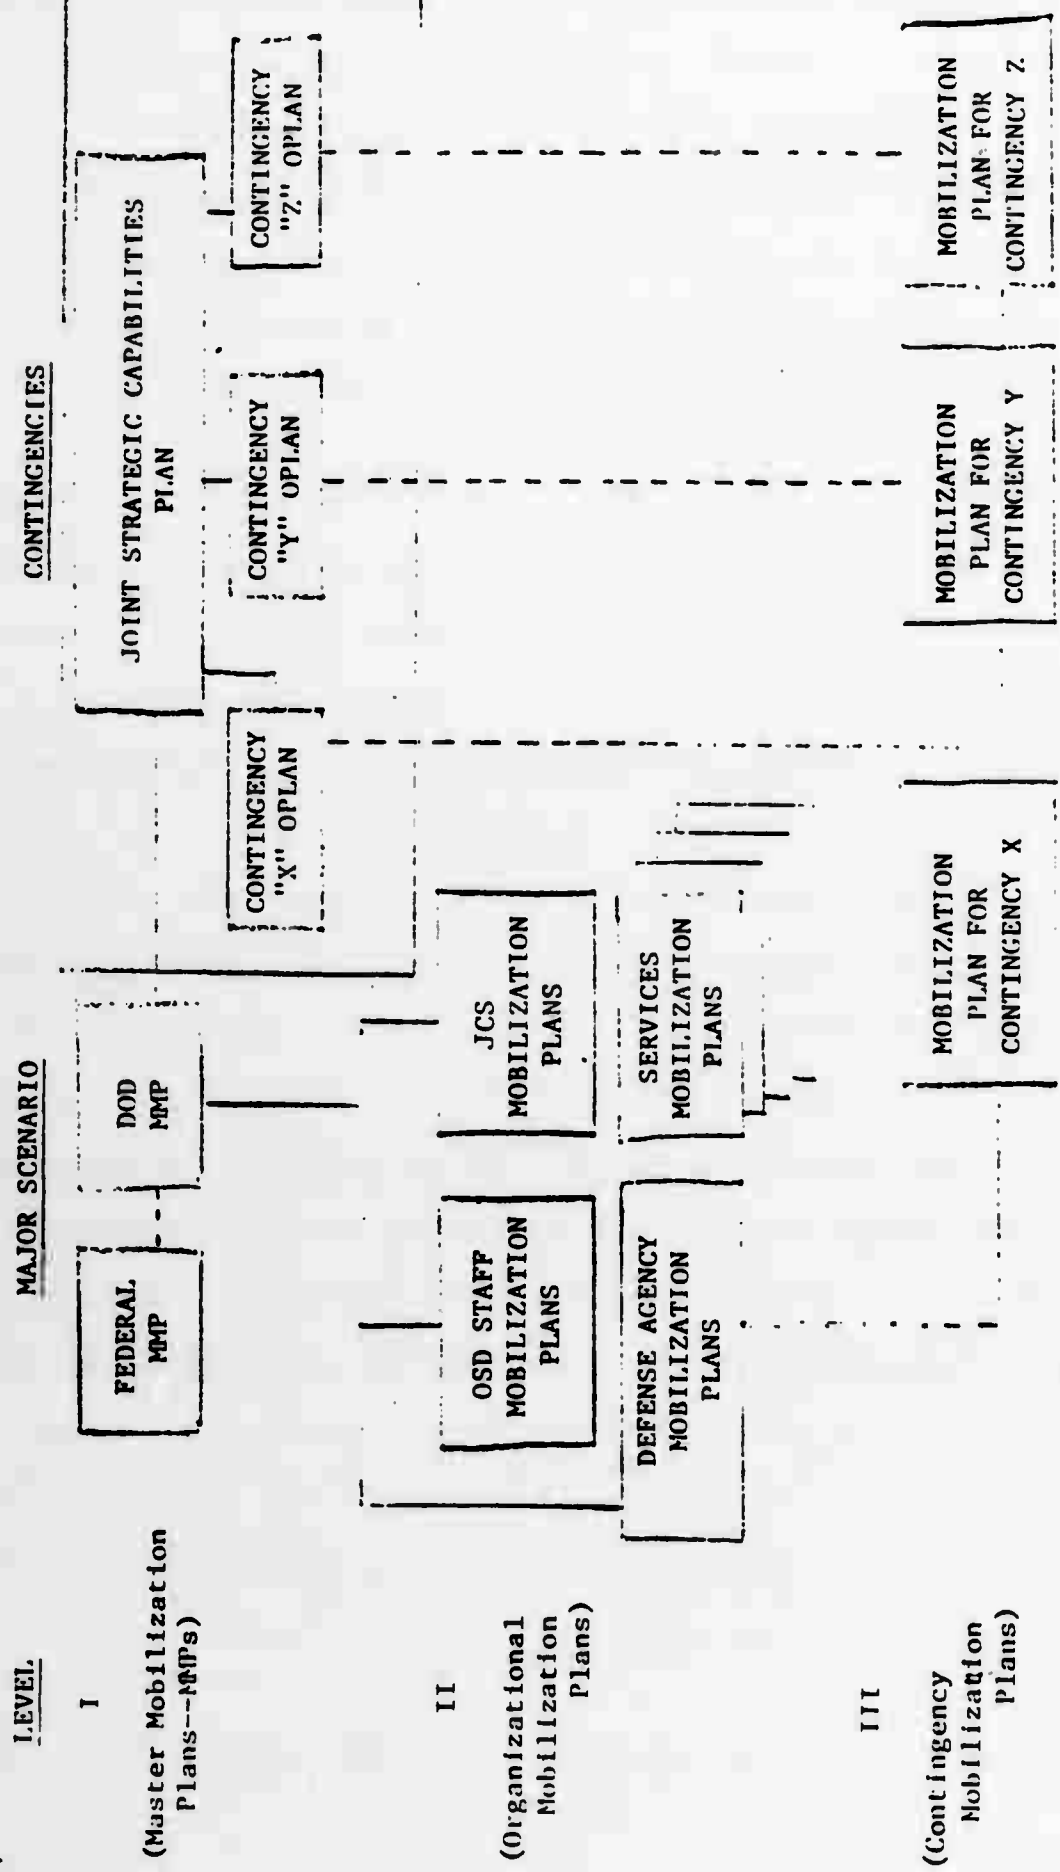 LEVEL
MAJOR SCENARIO
CONTINGENCIES
I
(Master Mobilization
Plans--MMPs)
FEDERAL
MMP
DOD
MMP
JOINT STRATEGIC CAPABILITIES
PLAN
CONTINGENCY
"X" OPLAN
CONTINGENCY
"Y" OPLAN
CONTINGENCY
"Z" OPLAN
II
(Organizational
Mobilization
Plans)
OSD STAFF
MOBILIZATION
PLANS
JCS
MOBILIZATION
PLANS
DEFENSE AGENCY
MOBILIZATION
PLANS
SERVICES
MOBILIZATION
PLANS
III
(Contingency
Mobilization
Plans)
MOBILIZATION
PLAN FOR
CONTINGENCY X
MOBILIZATION
PLAN FOR
CONTINGENCY Y
MOBILIZATION
PLAN FOR
CONTINGENCY Z